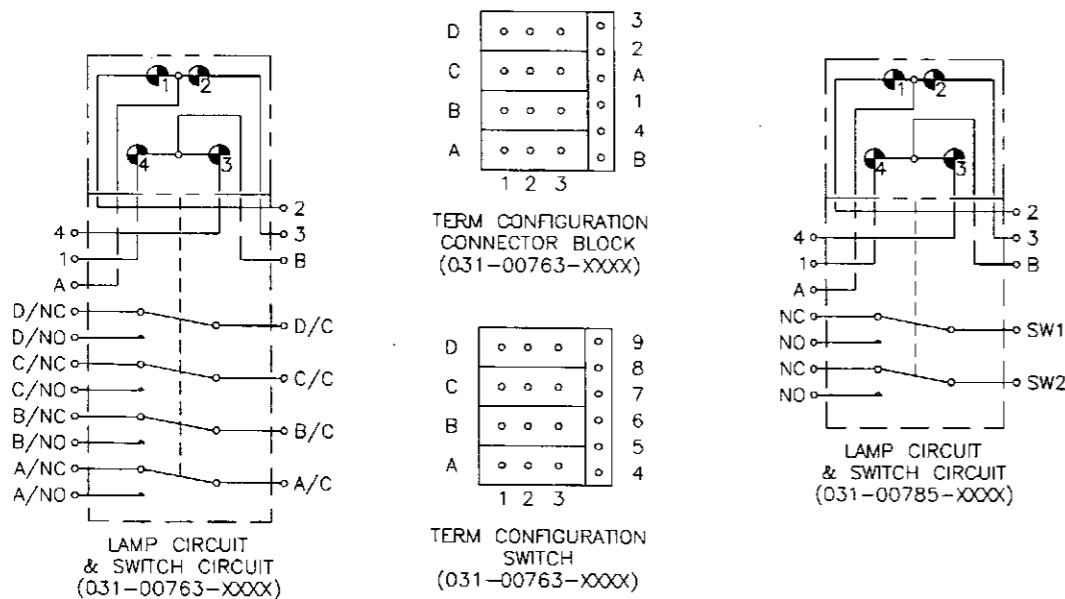 1 2
4 3
2
4 3
1 B
A
D/NC D/C
D/NO
C/NC C/C
C/NO
B/NC B/C
B/NO
A/NC A/C
A/NO
LAMP CIRCUIT
& SWITCH CIRCUIT
(031-00763-XXXX)
D 3
2
C A
B 1
4
A B
1 2 3
TERM CONFIGURATION
CONNECTOR BLOCK
(031-00763-XXXX)
D 9
8
C 7
B 6
5
A 4
1 2 3
TERM CONFIGURATION
SWITCH
(031-00763-XXXX)
1 2
4 3
2
4 3
1 B
A
NC SW1
NO
NC SW2
NO
LAMP CIRCUIT
& SWITCH CIRCUIT
(031-00785-XXXX)